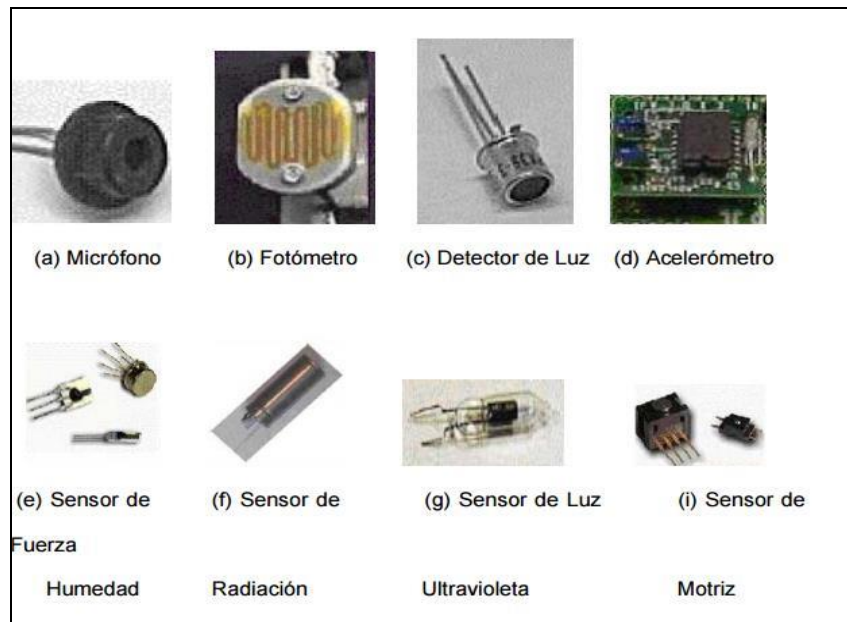 (a) Micrófono (b) Fotómetro (c) Detector de Luz (d) Acelerómetro
(e) Sensor de (f) Sensor de (g) Sensor de Luz (i) Sensor de
Fuerza
Humedad Radiación Ultravioleta Motriz